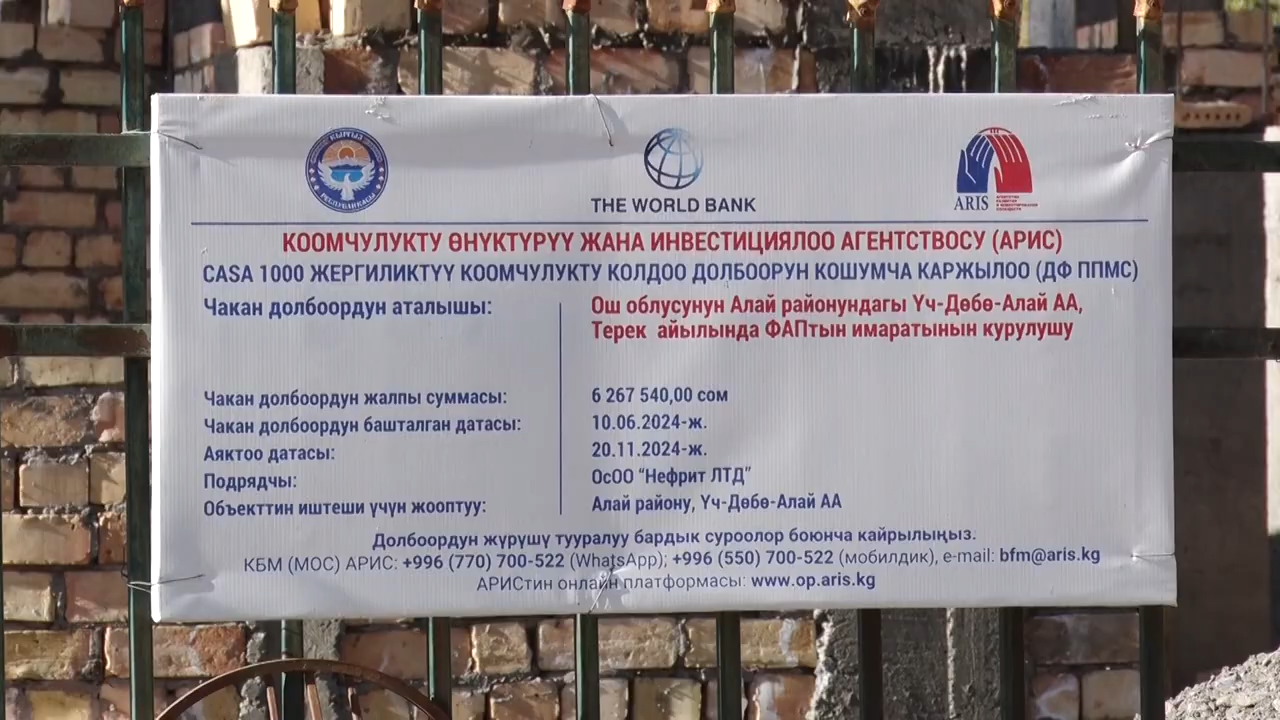 КЫРГЫЗ
РЕСПУБЛИКАСЫ
THE WORLD BANK
ARIS
КООМЧУЛУКТУ ӨНҮКТҮРҮҮ ЖАНА ИНВЕСТИЦИЯЛОО АГЕНТСТВОСУ (АРИС)
CASA 1000 ЖЕРГИЛИКТҮҮ КООМЧУЛУКТУ КОЛДОО ДОЛБООРУН КОШУМЧА КАРЖЫЛОО (ДФ ППМС)
Чакан долбоордун аталышы:
Ош облусунун Алай районундагы Үч-Дөбө-Алай АА,
Терек айылында ФАПтын имаратынын курулушу
Чакан долбоордун жалпы суммасы: 6 267 540,00 сом
Чакан долбоордун башталган датасы: 10.06.2024-ж.
Аяктоо датасы: 20.11.2024-ж.
Подрядчы: ОсОО “Нефрит ЛТД”
Объекттин иштеши үчүн жооптуу: Алай району, Үч-Дөбө-Алай АА
Долбоордун жүрүшү тууралуу бардык суроолор боюнча кайрылыңыз.
КБМ (МОС) АРИС: +996 (770) 700-522 (WhatsApp); +996 (550) 700-522 (мобилдик), e-mail: bfm@aris.kg
АРИСтин онлайн платформасы: www.op.aris.kg